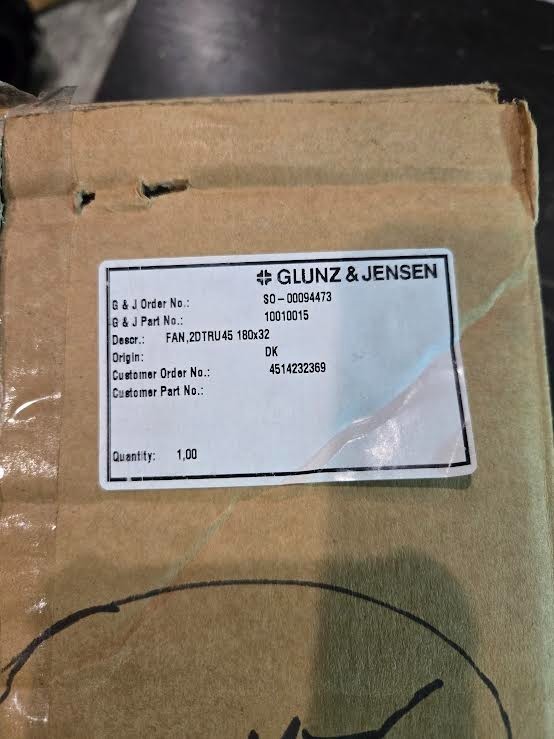 GLUNZ & JENSEN
G & J Order No.: SO-00094473
G & J Part No.: 10010015
Descr.: FAN,2DTRU45 180x32
Origin: DK
Customer Order No.: 4514232369
Customer Part No.:
Quantity: 1,00